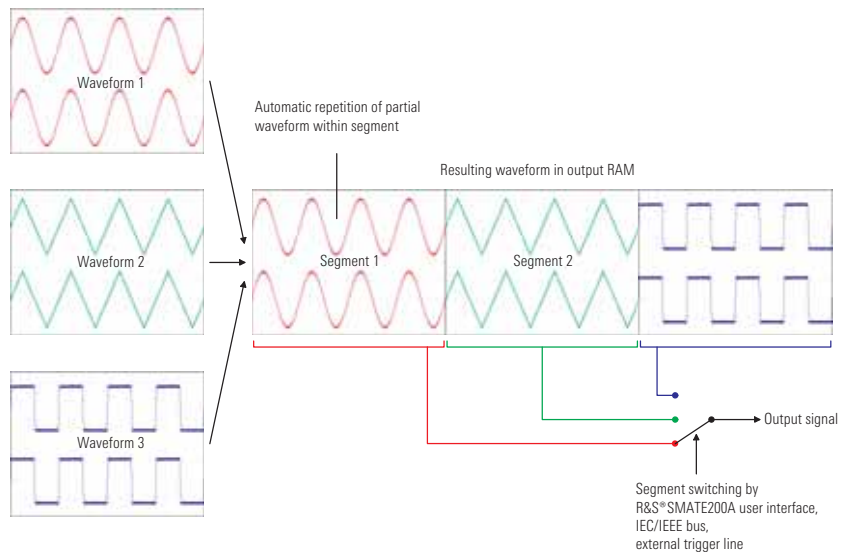 Waveform 1
Automatic repetition of partial
waveform within segment
Resulting waveform in output RAM
Waveform 2
Segment 1
Segment 2
Waveform 3
Output signal
Segment switching by
R&S®SMATE200A user interface,
IEC/IEEE bus,
external trigger line